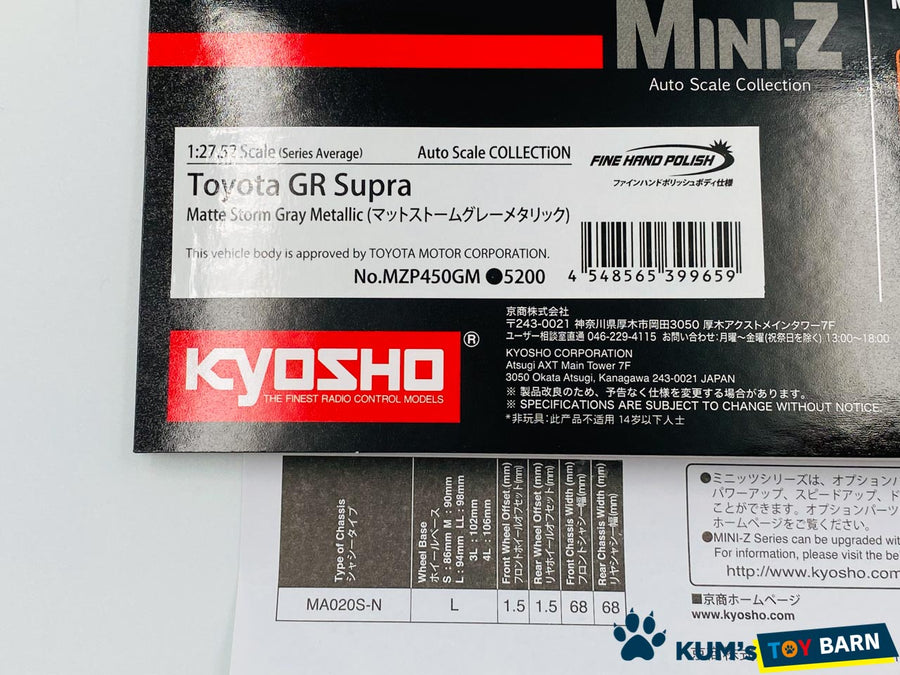 MINI-Z
Auto Scale Collection
1:27.5? Scale (Series Average) Auto Scale COLLECTiON
FINE HAND POLISH
ファインハンドポリッシュボディ仕様
Toyota GR Supra
Matte Storm Gray Metallic (マットストームグレーメタリック)
This vehicle body is approved by TOYOTA MOTOR CORPORATION.
No.MZP450GM ●5200
4 548565 399659
KYOSHO ®
THE FINEST RADIO CONTROL MODELS
京商株式会社
〒243-0021 神奈川県厚木市岡田3050 厚木アクストメインタワー7F
ユーザー相談室直通 046-229-4115 お問い合わせ:月曜~金曜(祝祭日を除く) 13:00~18:00
KYOSHO CORPORATION
Atsugi AXT Main Tower 7F
3050 Okata Atsugi, Kanagawa 243-0021 JAPAN
※ 製品改良のため、予告なく仕様を変更する場合があります。
※ SPECIFICATIONS ARE SUBJECT TO CHANGE WITHOUT NOTICE.
*非玩具:此产品不适用 14岁以下人士
Type of Chassis
シャシータイプ
Wheel Base
ホイールベース
S : 86mm M : 90mm
L : 94mm LL : 98mm
3L : 102mm
4L : 106mm
Front Wheel Offset (mm)
フロントホイールオフセット(mm)
Rear Wheel Offset (mm)
リヤホイールオフセット(mm)
Front Chassis Width (mm)
フロントシャシー幅(mm)
Rear Chassis Width (mm)
リヤシャシー幅(mm)
MA020S-N L 1.5 1.5 68 68
●ミニッツシリーズは、オプション
パワーアップ、スピードアップ、ド
ことができます。オプションパーツ
ホームページをご覧ください。
●MINI-Z Series can be upgraded wit
For information, please visit the be
http://www.kyosho
■京商ホームページ
www.kyosho.com
KUM's TOY BARN